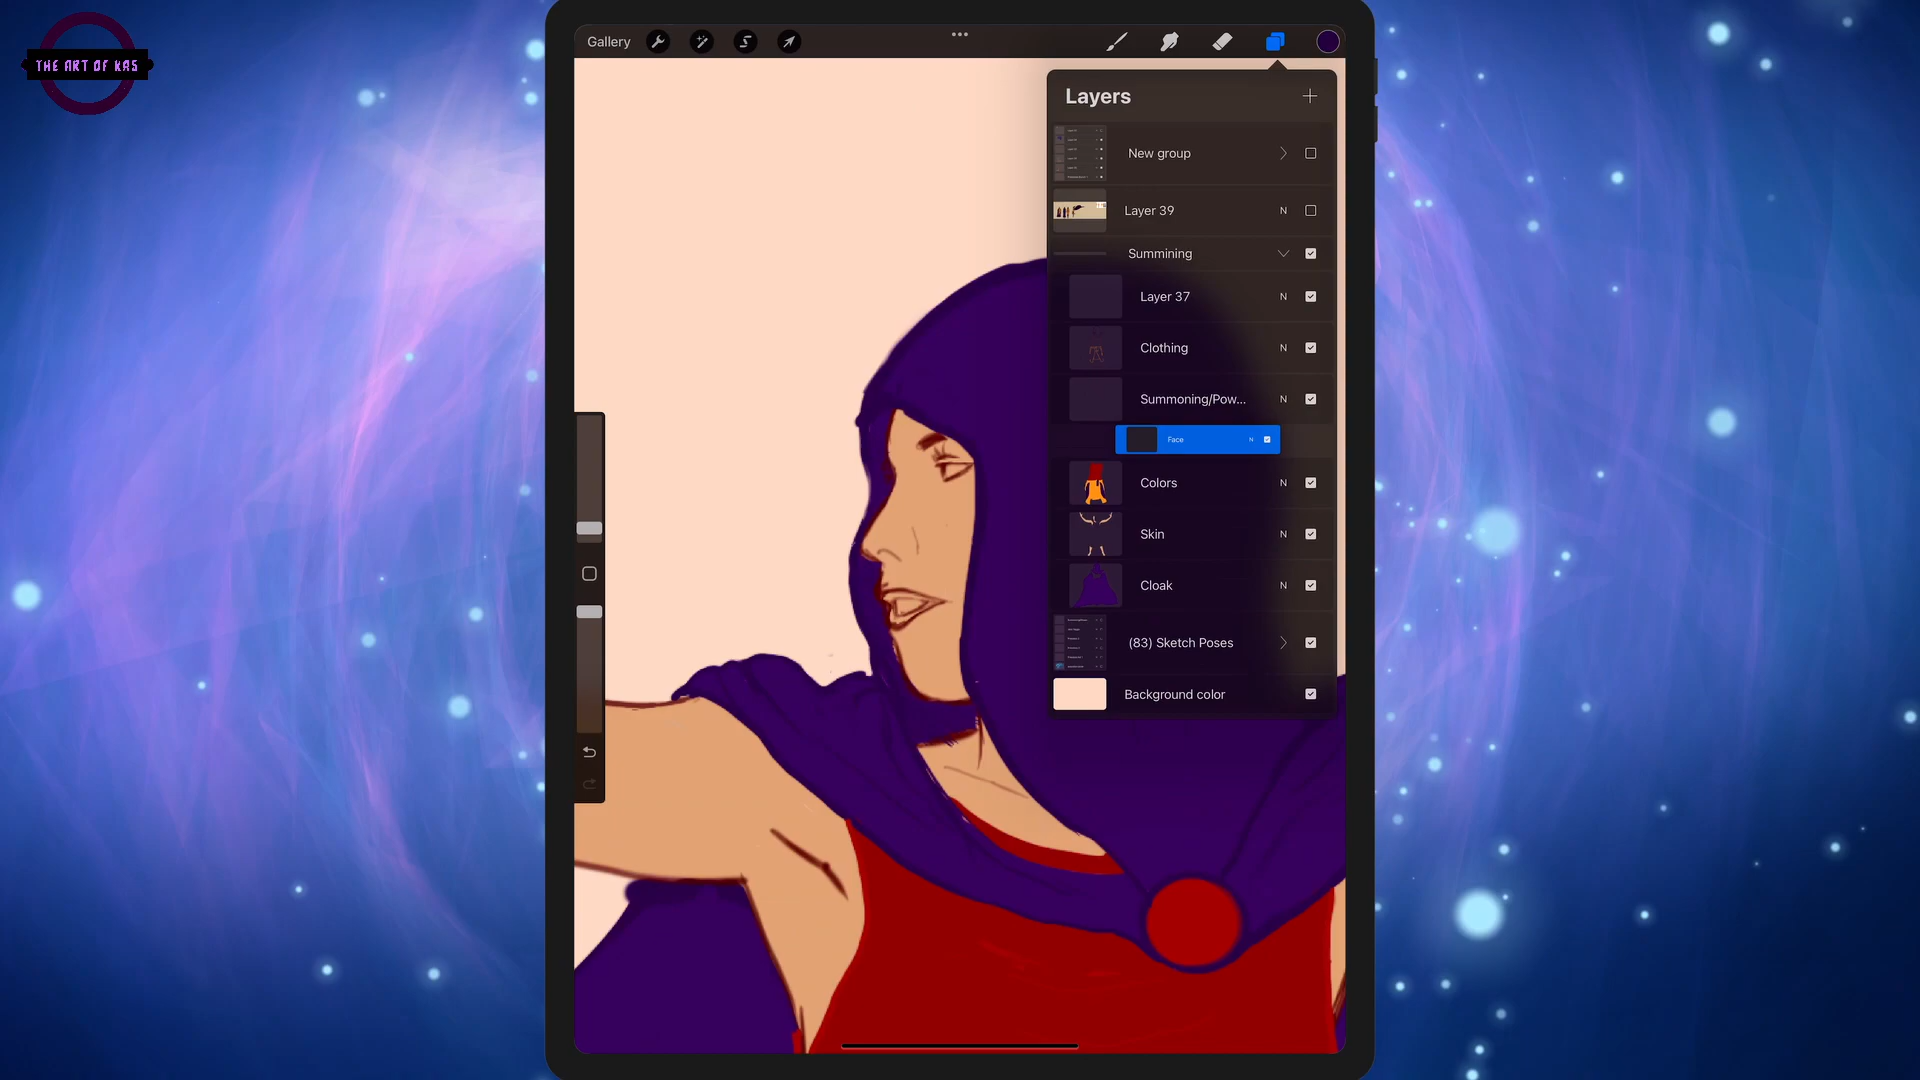 THE ART OF KAS
Gallery
Layers
New group
Layer 39 N
Summining
Layer 37 N
Clothing N
Summoning/Pow... N
Face N
Colors N
Skin N
Cloak N
(83) Sketch Poses
Background color